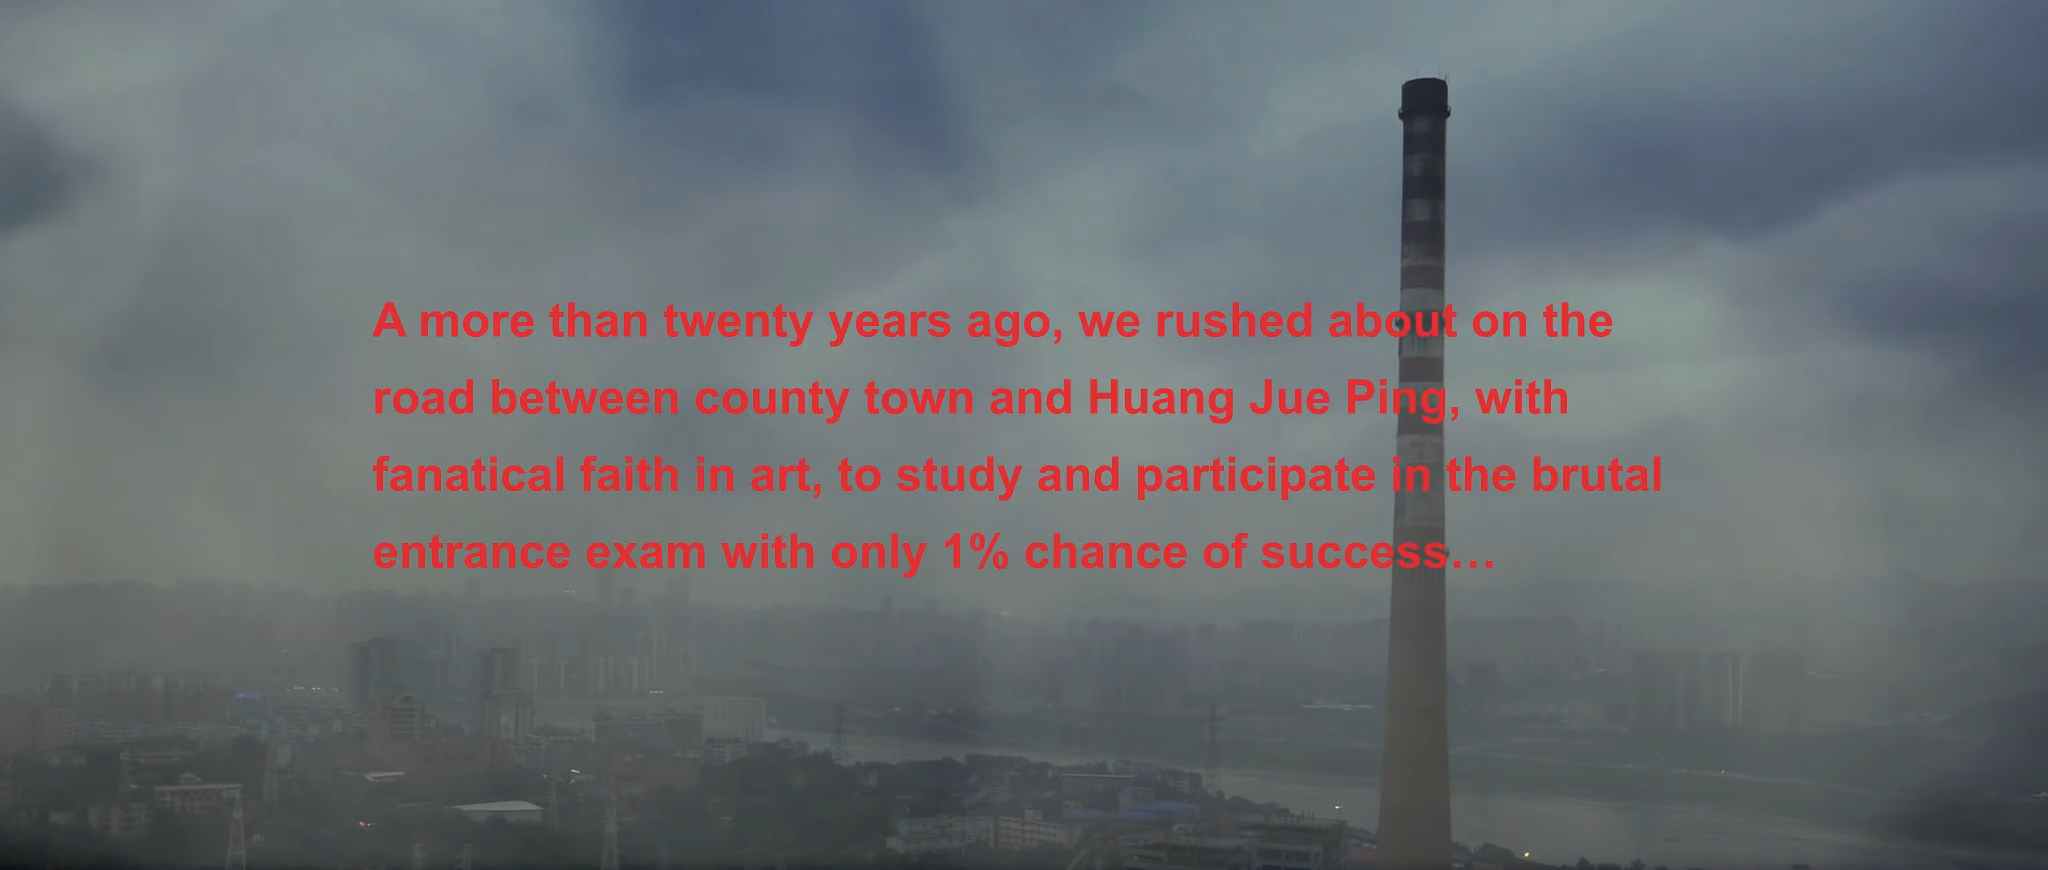 A more than twenty years ago, we rushed about on the
road between county town and Huang Jue Ping, with
fanatical faith in art, to study and participate in the brutal
entrance exam with only 1% chance of success…